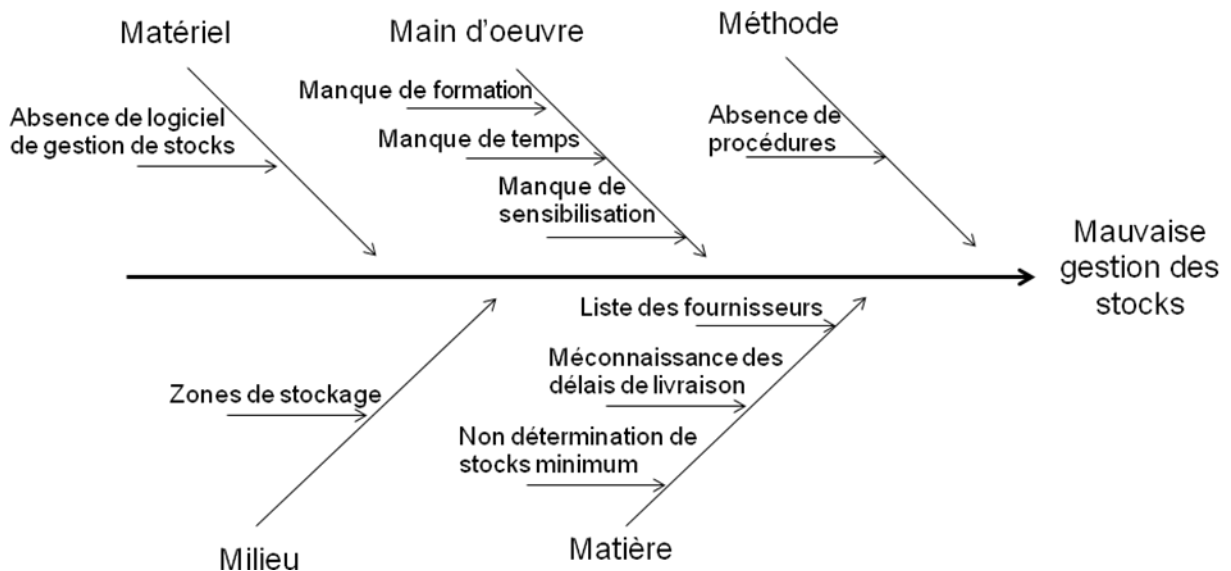 Matériel
Main d'oeuvre
Méthode
Manque de formation
Absence de logiciel
de gestion de stocks
Manque de temps
Absence de
procédures
Manque de
sensibilisation
Mauvaise
gestion des
stocks
Liste des fournisseurs
Méconnaissance des
délais de livraison
Zones de stockage
Non détermination de
stocks minimum
Milieu
Matière